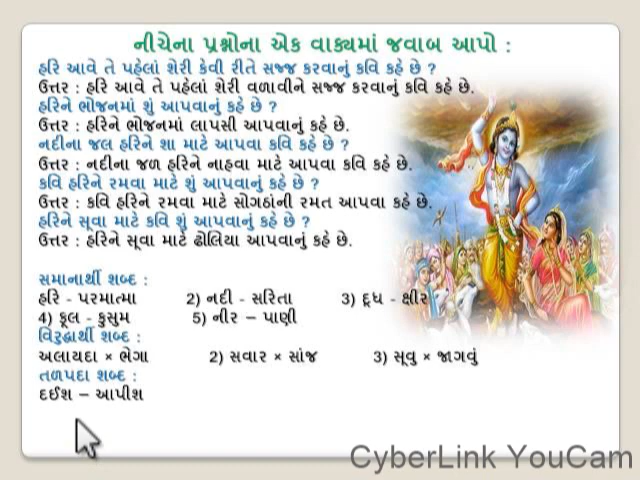 નીચેના પ્રશ્નોના એક વાક્યમાં જવાબ આપો :
હરિ આવે તે પહેલાં શેરી કેવી રીતે સજ્જ કરવાનું કવિ કહે છે ?
ઉત્તર : હરિ આવે તે પહેલાં શેરી વળાવીને સજ્જ કરવાનું કવિ કહે છે.
હરિને ભોજનમાં શું આપવાનું કહે છે ?
ઉત્તર : હરિને ભોજનમાં લાપસી આપવાનું કહે છે.
નદીના જલ હરિને શા માટે આપવા કવિ કહે છે ?
ઉત્તર : નદીના જળ હરિને નાહવા માટે આપવા કવિ કહે છે.
કવિ હરિને રમવા માટે શું આપવાનું કહે છે ?
ઉત્તર : કવિ હરિને રમવા માટે સોગઠાંની રમત આપવા કહે છે.
હરિને સૂવા માટે કવિ શું આપવાનું કહે છે ?
ઉત્તર : હરિને સૂવા માટે ઢોલિયા આપવાનું કહે છે.
સમાનાર્થી શબ્દ :
હરિ - પરમાત્મા 2) નદી - સરિતા 3) દૂધ - ક્ષીર
4) ફૂલ - કુસુમ 5) નીર – પાણી
વિરુદ્ધાર્થી શબ્દ :
અલાયદા × ભેગા 2) સવાર × સાંજ 3) સૂવુ × જાગવું
તળપદા શબ્દ :
દઈશ – આપીશ
CyberLink YouCam